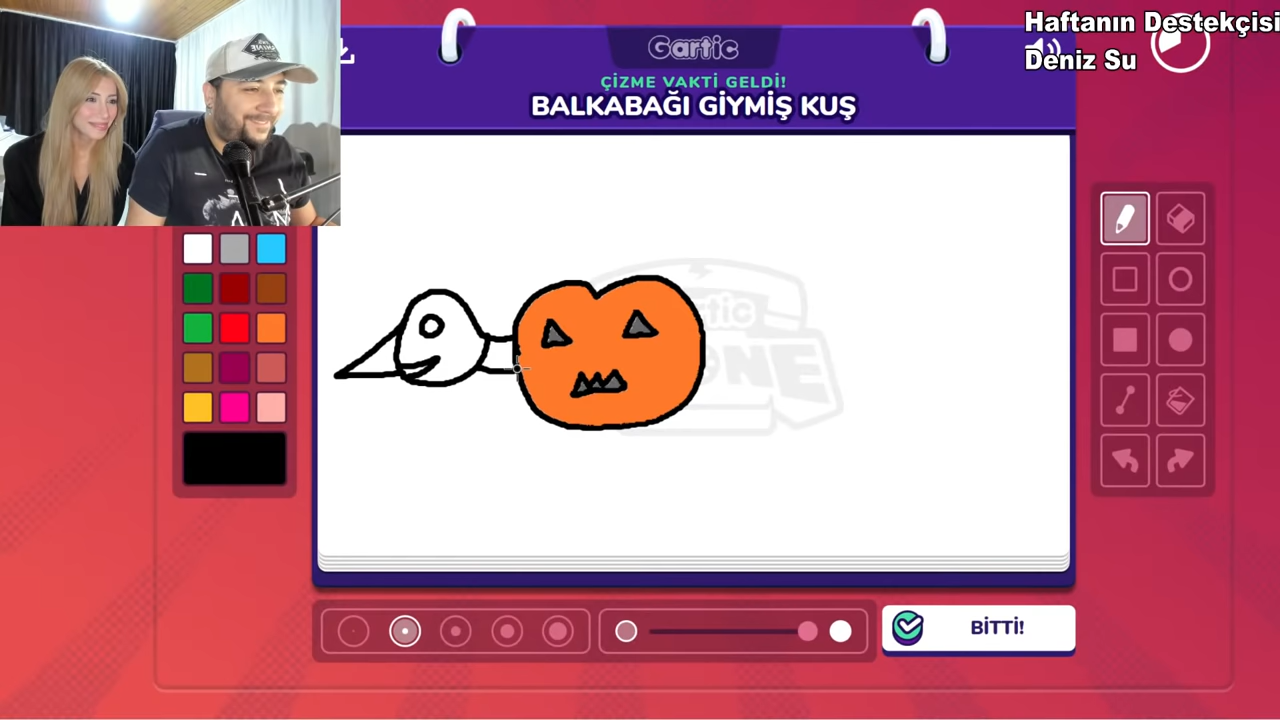 Haftanın Destekçisi
Deniz Su
Gartic
ÇİZME VAKTİ GELDİ!
BALKABAĞI GİYMİŞ KUŞ
BİTTİ!